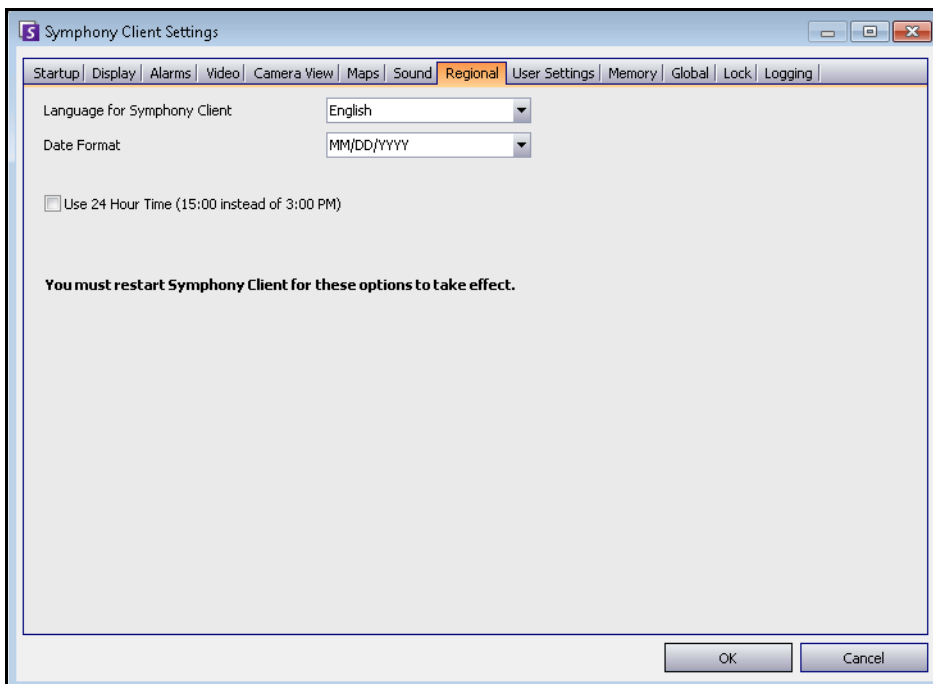 Symphony Client Settings
Startup Display Alarms Video Camera View Maps Sound Regional User Settings Memory Global Lock Logging
Language for Symphony Client English
Date Format MM/DD/YYYY
Use 24 Hour Time (15:00 instead of 3:00 PM)
You must restart Symphony Client for these options to take effect.
OK Cancel